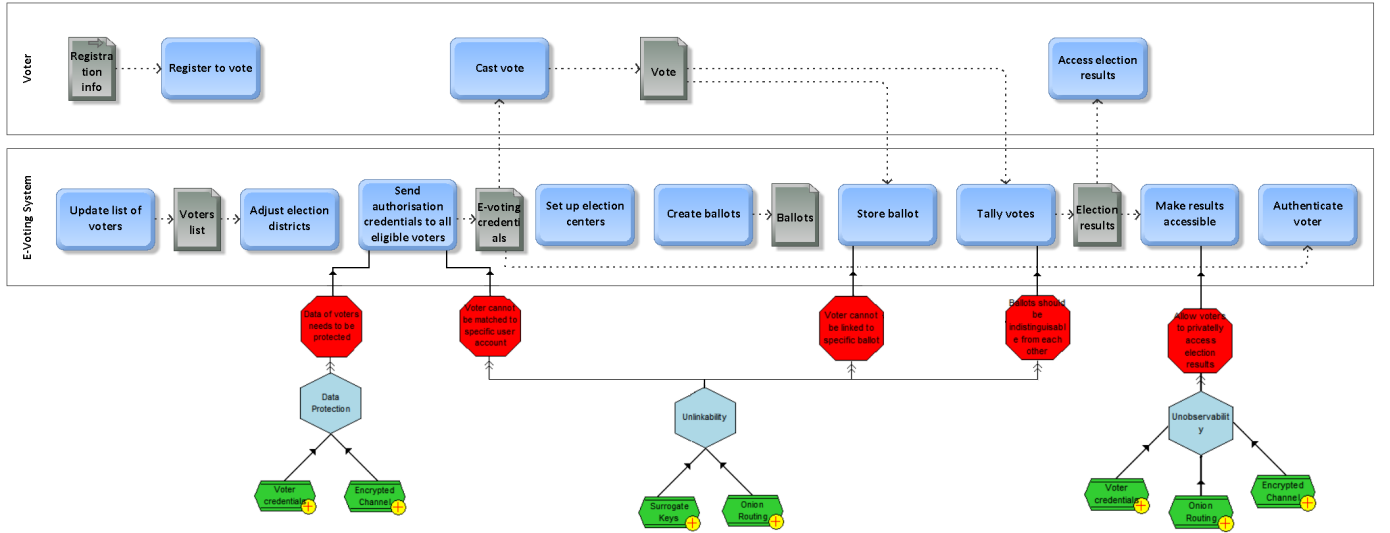 Voter
Registra
tion
info
Register to vote
Cast vote
Vote
Access election
results
E-Voting System
Update list of
voters
Voters
list
Adjust election
districts
Send
authorisation
credentials to all
eligible voters
E-voting
credenti
als
Set up election
centers
Create ballots
Ballots
Store ballot
Tally votes
Election
results
Make results
accessible
Authenticate
voter
Data of voters
needs to be
protected
Voter cannot
be matched to
specific user
account
Voter cannot
be linked to
specific ballot
Ballots should
be
indistinguisabl
e from each
other
Allow voters
to privatelly
access
election
results
Data
Protection
Unlinkability
Unobservabilit
y
Voter
credentials
Encrypted
Channel
Surrogate
Keys
Onion
Routing
Voter
credentials
Onion
Routing
Encrypted
Channel